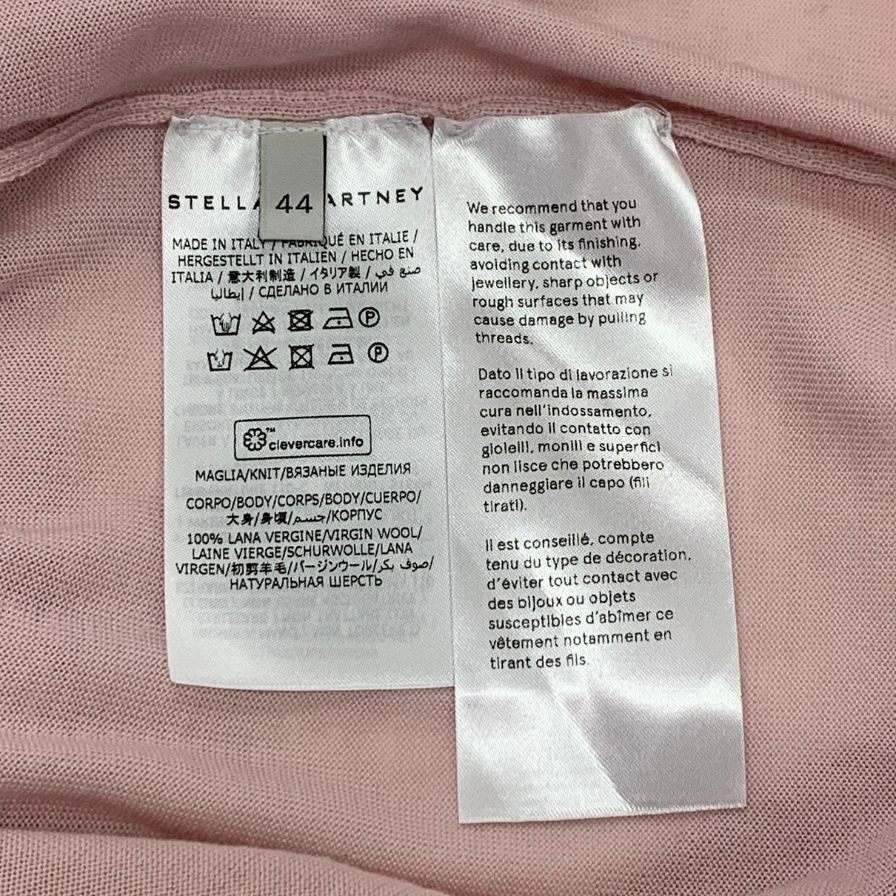 STELLA
ARTNEY
44
MADE IN ITALY / FABRIQUÉ EN ITALIE /
HERGESTELLT IN ITALIEN / HECHO EN
ITALIA / 意大利制造 / イタリア製 / صنع في
إيطاليا / СДЕЛАНО В ИТАЛИИ
P
P
clevercare.info™
MAGLIA/KNIT/ВЯЗАНЫЕ ИЗДЕЛИЯ
CORPO/BODY/CORPS/BODY/CUERPO/
大身/身頃/جسم/КОРПУС
100% LANA VERGINE/VIRGIN WOOL/
LAINE VIERGE/SCHURWOLLE/LANA
VIRGEN/初剪羊毛/バージンウール/صوف بكر/
НАТУРАЛЬНАЯ ШЕРСТЬ
We recommend that you
handle this garment with
care, due to its finishing,
avoiding contact with
jewellery, sharp objects or
rough surfaces that may
cause damage by pulling
threads.
Dato il tipo di lavorazione si
raccomanda la massima
cura nell'indossamento,
evitando il contatto con
gioielli, monili e superfici
non lisce che potrebbero
danneggiare il capo (fili
tirati).
Il est conseillé, compte
tenu du type de décoration,
d'éviter tout contact avec
des bijoux ou objets
susceptibles d'abîmer ce
vêtement notamment en
tirant des fils.